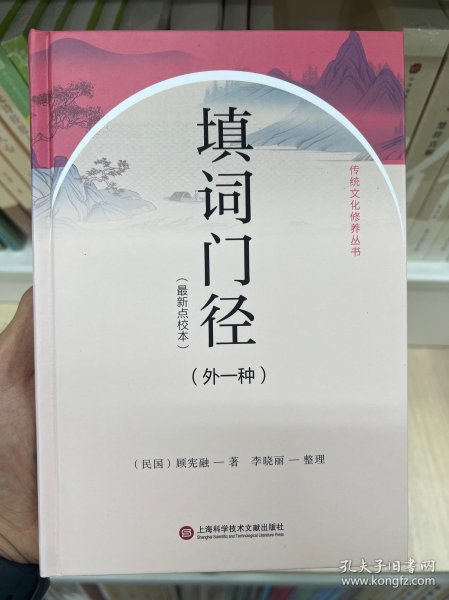 传统文化修养丛书
填词门径
(最新点校本)
(外一种)
(民国)顾宪融—著 李晓丽—整理
上海科学技术文献出版社
Shanghai Scientific and Technological Literature Press
孔夫子旧书网
www.kongfz.com